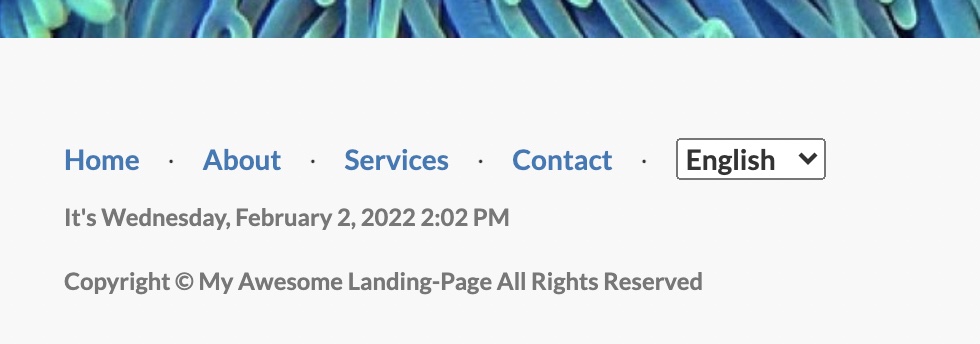 Home · About · Services · Contact · English
It's Wednesday, February 2, 2022 2:02 PM
Copyright © My Awesome Landing-Page All Rights Reserved